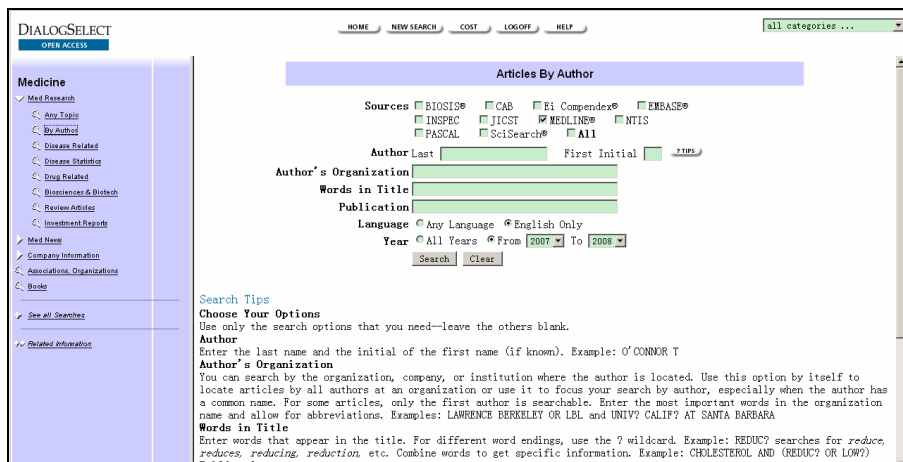 DIALOGSELECT
OPEN ACCESS
HOME NEW SEARCH COST LOGOFF HELP
all categories ...
Medicine
Med Research
Any Topic
By Author
Disease Related
Disease Statistics
Drug Related
Biosciences & Biotech
Review Articles
Investment Reports
Med News
Company Information
Associations, Organizations
Books
See all Searches
Related Information
Articles By Author
Sources BIOSIS® CAB Ei Compendex® EMBASE®
INSPEC JICST MEDLINE® NTIS
PASCAL SciSearch® All
Author Last First Initial ? TIPS
Author's Organization
Words in Title
Publication
Language Any Language English Only
Year All Years From 2007 To 2008
Search Clear
Search Tips
Choose Your Options
Use only the search options that you need--leave the others blank.
Author
Enter the last name and the initial of the first name (if known). Example: O'CONNOR T
Author's Organization
You can search by the organization, company, or institution where the author is located. Use this option by itself to
locate articles by all authors at an organization or use it to focus your search by author, especially when the author has
a common name. For some articles, only the first author is searchable. Enter the most important words in the organization
name and allow for abbreviations. Examples: LAWRENCE BERKELEY OR LBL and UNIV? CALIF? AT SANTA BARBARA
Words in Title
Enter words that appear in the title. For different word endings, use the ? wildcard. Example: REDUC? searches for reduce,
reduces, reducing, reduction, etc. Combine words to get specific information. Example: CHOLESTEROL AND (REDUC? OR LOW?)